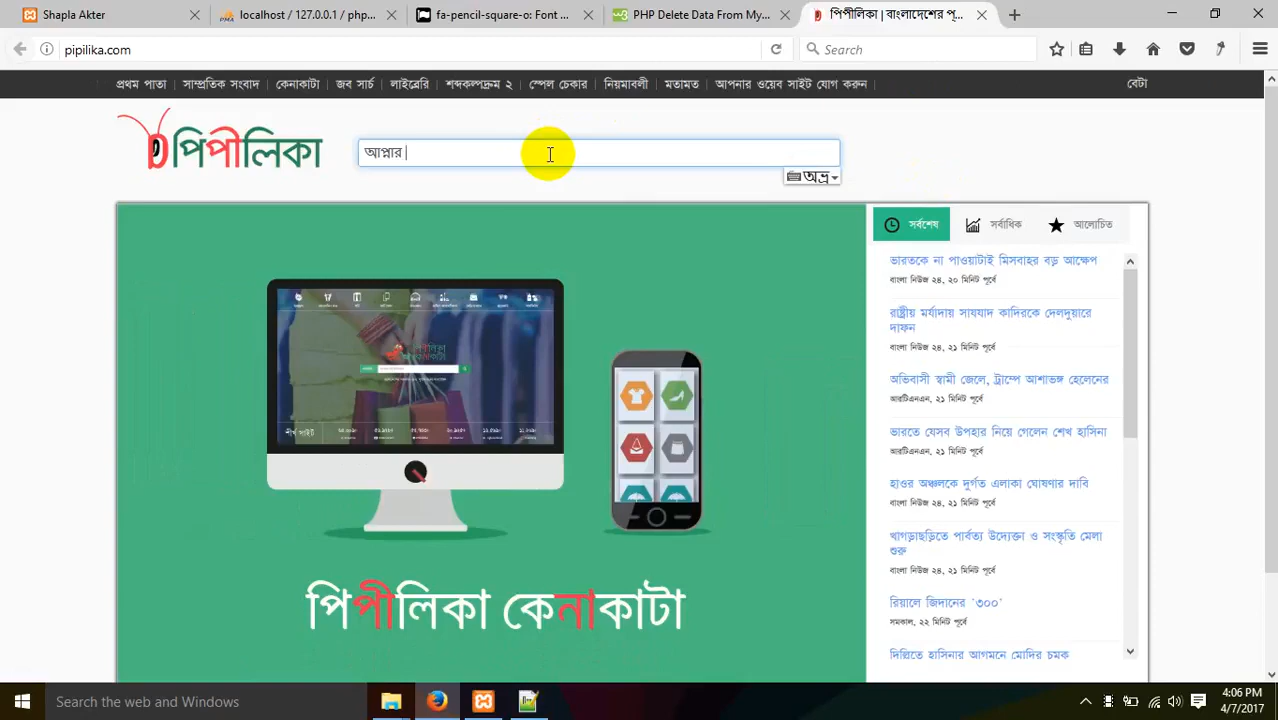 Shapla Akter
localhost / 127.0.0.1 / php...
fa-pencil-square-o: Font ...
PHP Delete Data From My...
পিপীলিকা | বাংলাদেশের প্...
pipilika.com
Search
প্রথম পাতা | সাম্প্রতিক সংবাদ | কেনাকাটা | জব সার্চ | লাইব্রেরি | শব্দকল্পদ্রুম ২ | স্পেল চেকার | নিয়মাবলী | মতামত | আপনার ওয়েব সাইট যোগ করুন | বেটা
পিপীলিকা
আপ্নার
অভ্র
সর্বশেষ
সর্বাধিক
আলোচিত
ভারতকে না পাওয়াটাই মিসবাহর বড় আক্ষেপ
বাংলা নিউজ ২৪, ২০ মিনিট পূর্বে
রাষ্ট্রীয় মর্যাদায় সাযযাদ কাদিরকে দেলদুয়ারে
দাফন
বাংলা নিউজ ২৪, ২১ মিনিট পূর্বে
অভিবাসী স্বামী জেলে, ট্রাম্পে আশাভঙ্গ হেলেনের
আরটিএনএন, ২১ মিনিট পূর্বে
ভারতে যেসব উপহার নিয়ে গেলেন শেখ হাসিনা
আরটিএনএন, ২১ মিনিট পূর্বে
হাওর অঞ্চলকে দুর্গত এলাকা ঘোষণার দাবি
বাংলা নিউজ ২৪, ২১ মিনিট পূর্বে
খাগড়াছড়িতে পার্বত্য উদ্যেক্তা ও সংস্কৃতি মেলা
শুরু
বাংলা নিউজ ২৪, ২১ মিনিট পূর্বে
রিয়ালে জিদানের '৩০০'
সমকাল, ২২ মিনিট পূর্বে
দিল্লিতে হাসিনার আগমনে মোদির চমক
পিপীলিকা
শীর্ষ সাইট
পিপীলিকা কেনাকাটা
Search the web and Windows
4:06 PM
4/7/2017